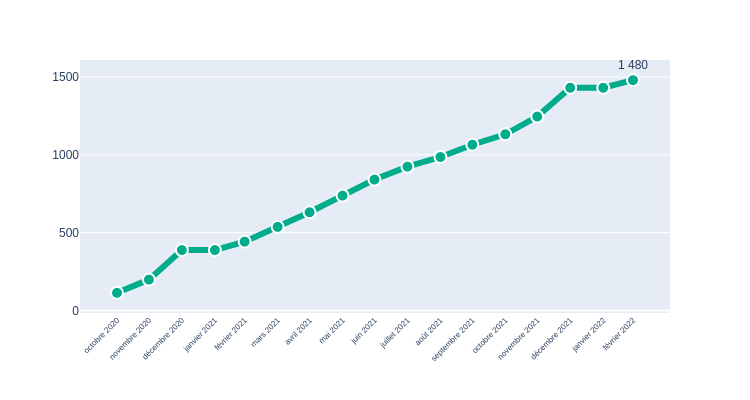 1 480
1500
1000
500
0
octobre 2020
novembre 2020
décembre 2020
janvier 2021
février 2021
mars 2021
avril 2021
mai 2021
juin 2021
juillet 2021
août 2021
septembre 2021
octobre 2021
novembre 2021
décembre 2021
janvier 2022
février 2022